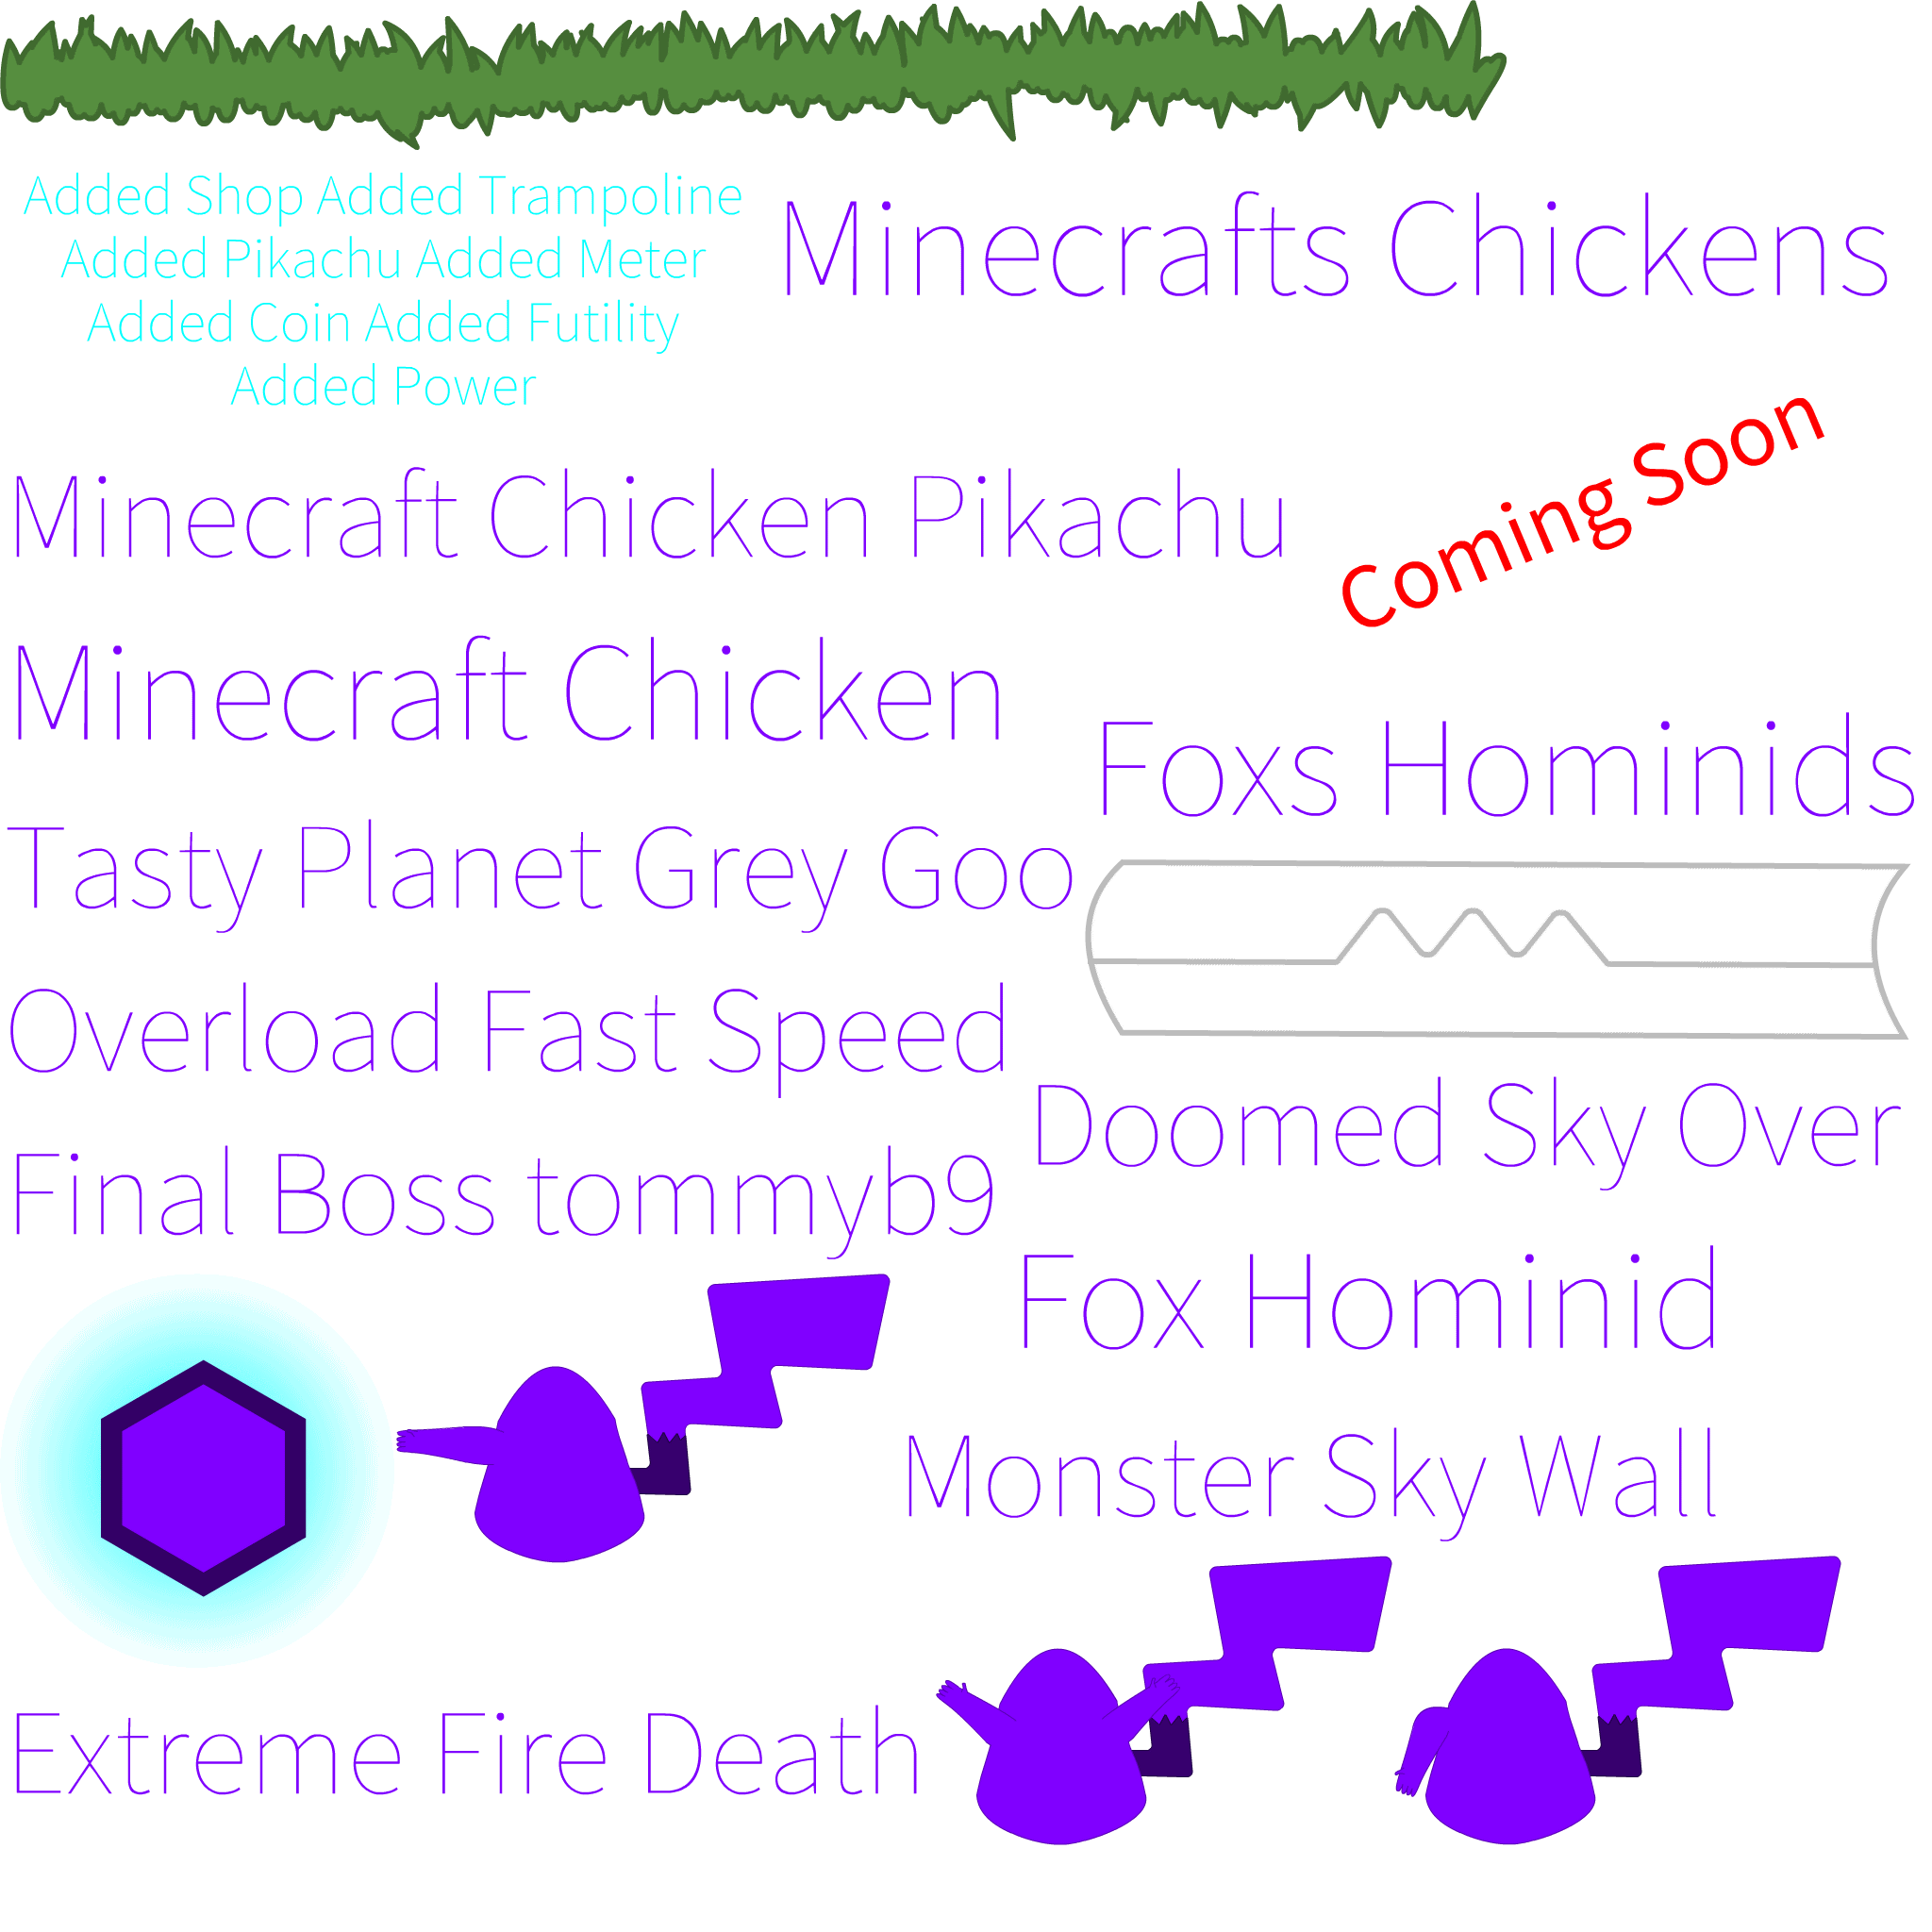 Added Shop Added Trampoline
Added Pikachu Added Meter
Added Coin Added Futility
Added Power
Minecrafts Chickens
Coming Soon
Minecraft Chicken Pikachu
Minecraft Chicken
Foxs Hominids
Tasty Planet Grey Goo
Overload Fast Speed
Doomed Sky Over
Final Boss tommyb9
Fox Hominid
Monster Sky Wall
Extreme Fire Death